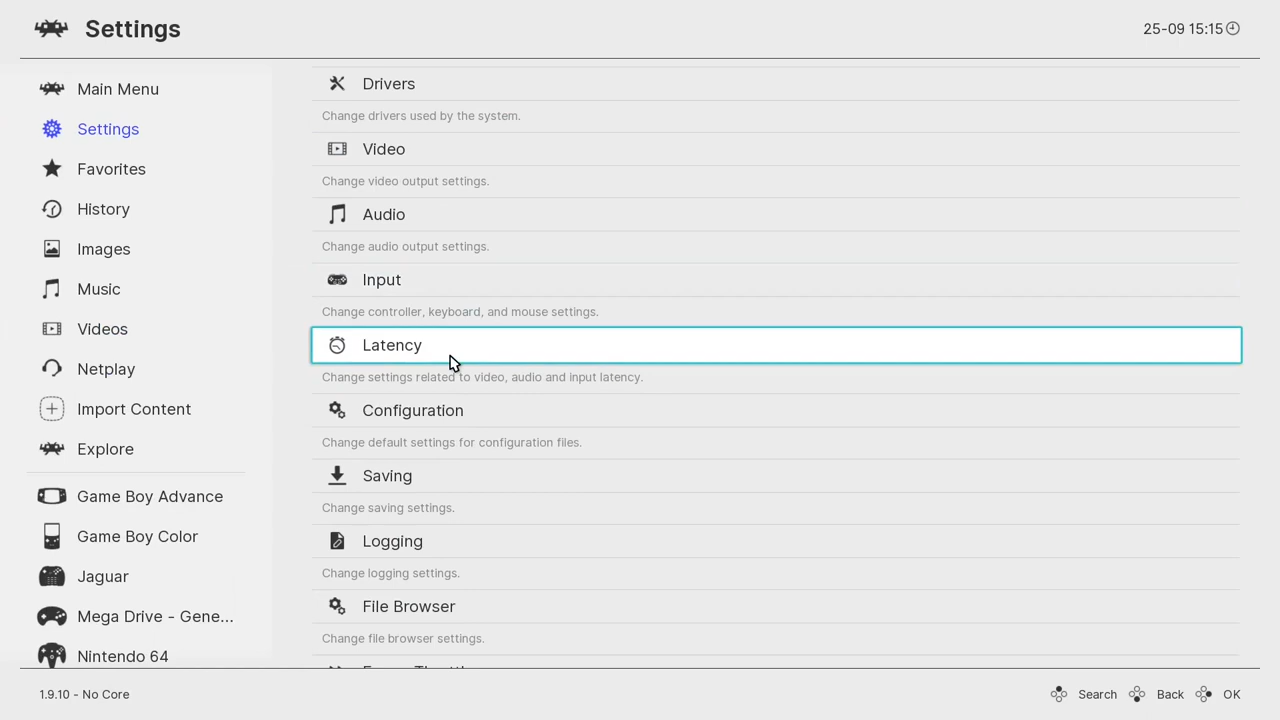 Settings
25-09 15:15
Main Menu
Settings
Favorites
History
Images
Music
Videos
Netplay
Import Content
Explore
Game Boy Advance
Game Boy Color
Jaguar
Mega Drive - Gene...
Nintendo 64
Drivers
Change drivers used by the system.
Video
Change video output settings.
Audio
Change audio output settings.
Input
Change controller, keyboard, and mouse settings.
Latency
Change settings related to video, audio and input latency.
Configuration
Change default settings for configuration files.
Saving
Change saving settings.
Logging
Change logging settings.
File Browser
Change file browser settings.
1.9.10 - No Core
Search
Back
OK